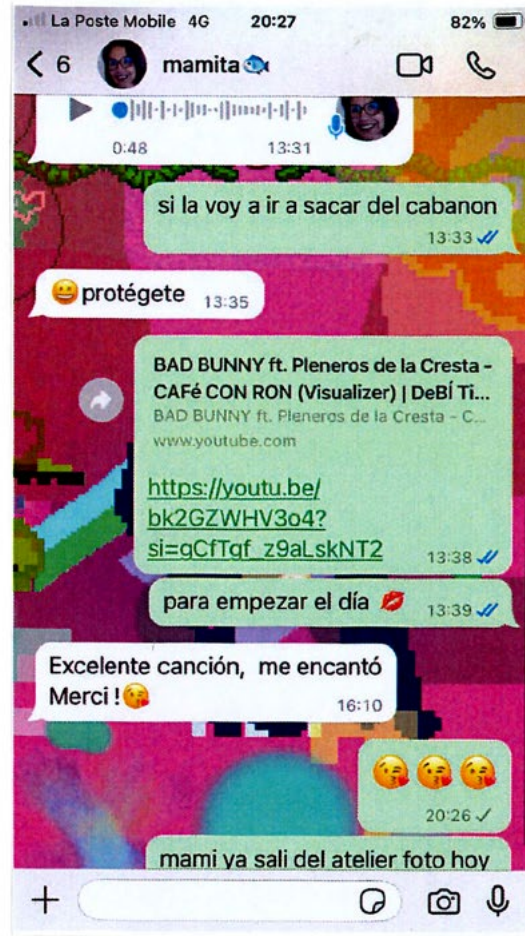 La Poste Mobile 4G 20:27 82%
6 mamita
0:48 13:31
si la voy a ir a sacar del cabanon
13:33
😀 protégete 13:35
BAD BUNNY ft. Pleneros de la Cresta -
CAFé CON RON (Visualizer) | DeBÍ Ti...
BAD BUNNY ft. Pleneros de la Cresta - C...
www.youtube.com
https://youtu.be/
bk2GZWHV3o4?
si=gCfTgf_z9aLskNT2 13:38
para empezar el día 💋 13:39
Excelente canción, me encantó
Merci !😘 16:10
😘😘😘
20:26
mami ya sali del atelier foto hoy